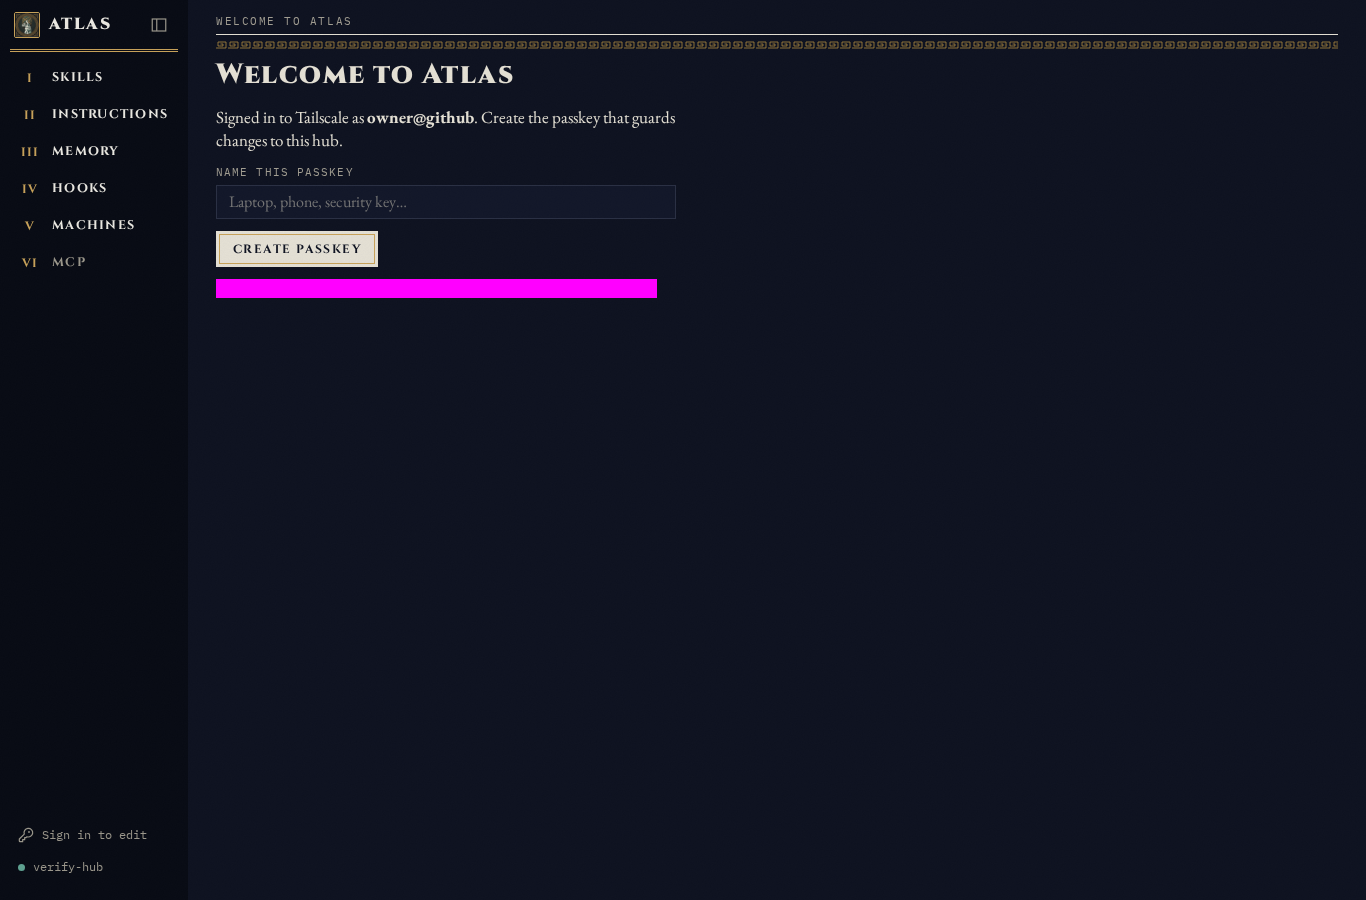 ATLAS
I SKILLS
II INSTRUCTIONS
III MEMORY
IV HOOKS
V MACHINES
VI MCP
Sign in to edit
verify-hub
WELCOME TO ATLAS
WELCOME TO ATLAS
Signed in to Tailscale as owner@github. Create the passkey that guards
changes to this hub.
NAME THIS PASSKEY
Laptop, phone, security key…
CREATE PASSKEY